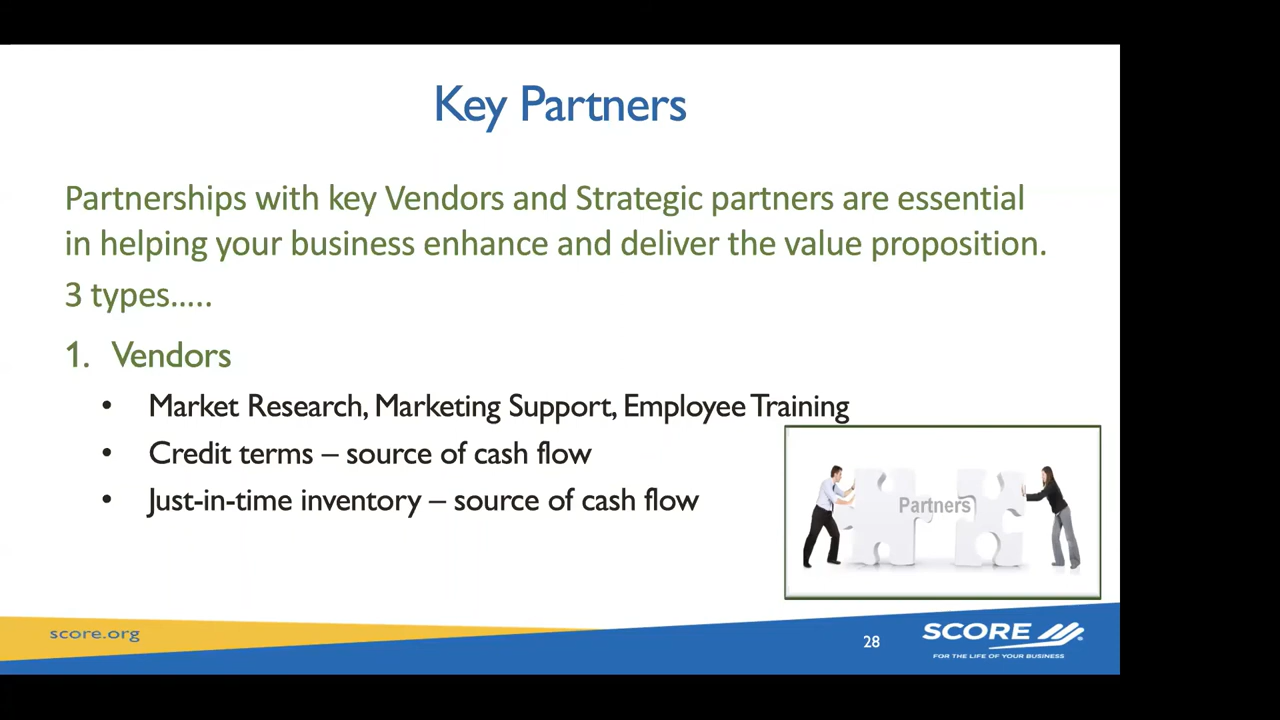 Key Partners
Partnerships with key Vendors and Strategic partners are essential
in helping your business enhance and deliver the value proposition.
3 types.....
1. Vendors
• Market Research, Marketing Support, Employee Training
• Credit terms – source of cash flow
• Just-in-time inventory – source of cash flow
Partners
score.org
28
SCORE
FOR THE LIFE OF YOUR BUSINESS